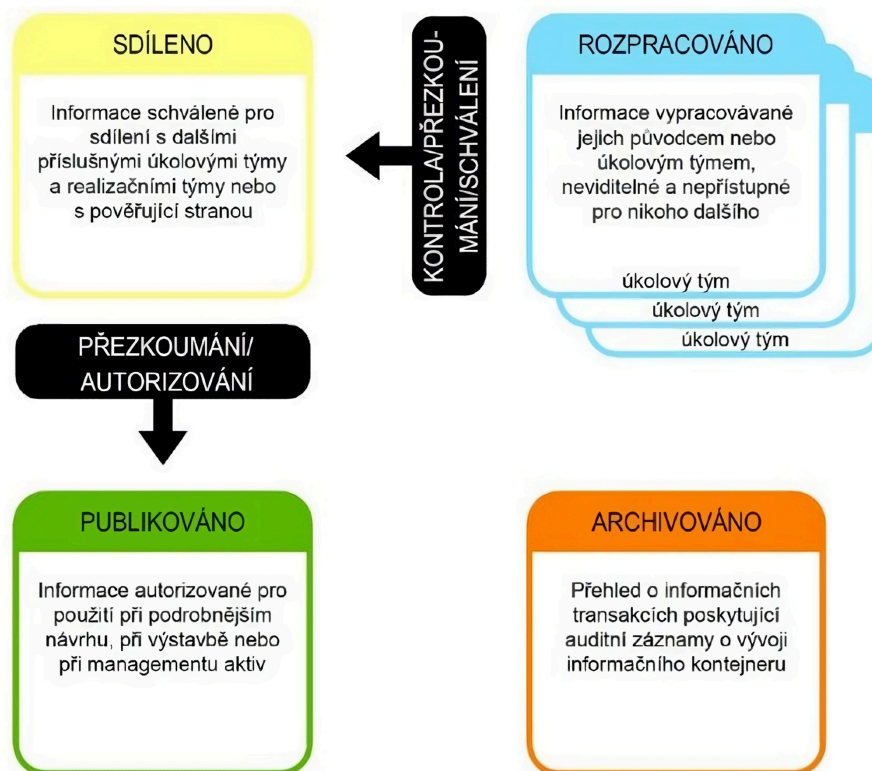 SDÍLENO
Informace schválené pro
sdílení s dalšími
příslušnými úkolovými týmy
a realizačními týmy nebo
s pověřující stranou
KONTROLA/PŘEZKOU-
MÁNÍ/SCHVÁLENÍ
ROZPRACOVÁNO
Informace vypracovávané
jejich původcem nebo
úkolovým týmem,
neviditelné a nepřístupné
pro nikoho dalšího
úkolový tým
úkolový tým
úkolový tým
PŘEZKOUMÁNÍ/
AUTORIZOVÁNÍ
PUBLIKOVÁNO
Informace autorizované pro
použití při podrobnějším
návrhu, při výstavbě nebo
při managementu aktiv
ARCHIVOVÁNO
Přehled o informačních
transakcích poskytující
auditní záznamy o vývoji
informačního kontejneru